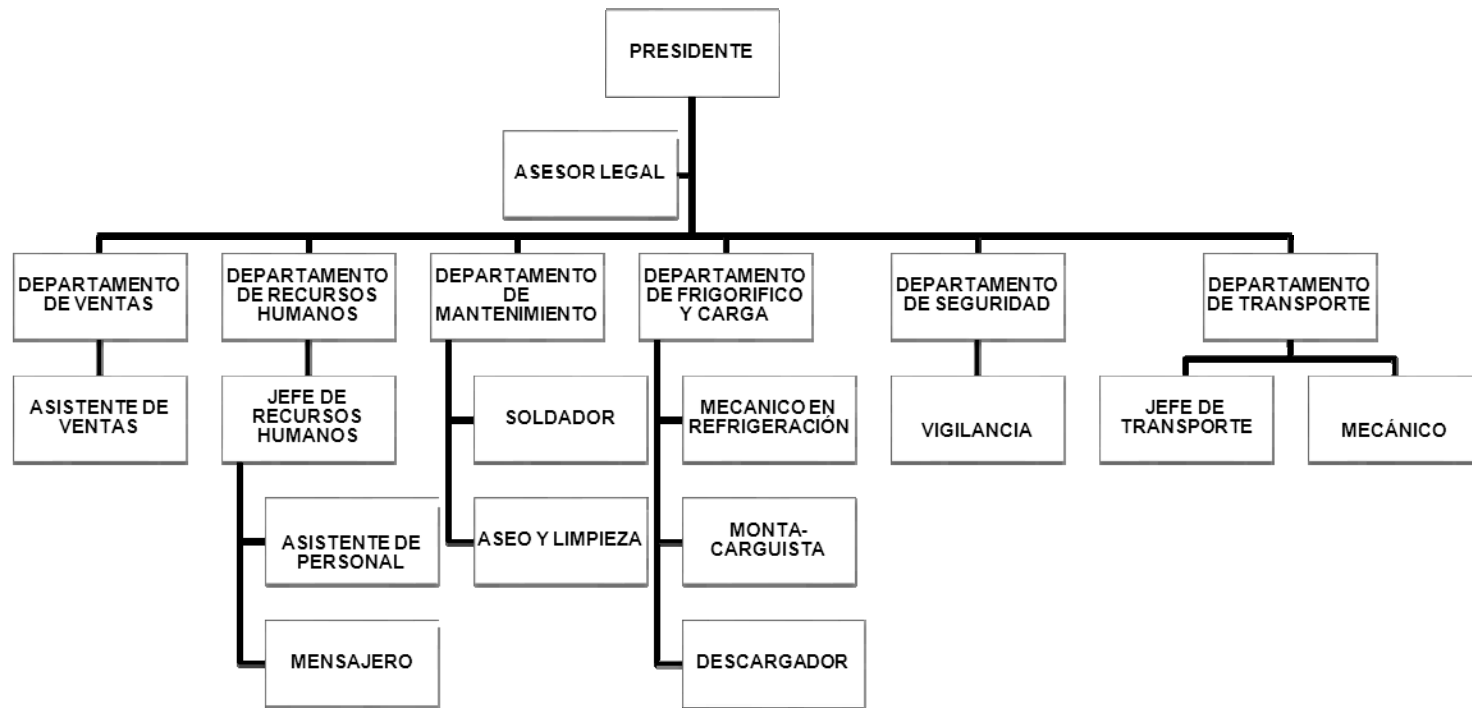 PRESIDENTE
ASESOR LEGAL
DEPARTAMENTO
DE VENTAS
DEPARTAMENTO
DE RECURSOS
HUMANOS
DEPARTAMENTO
DE
MANTENIMIENTO
DEPARTAMENTO
DE FRIGORIFICO
Y CARGA
DEPARTAMENTO
DE SEGURIDAD
DEPARTAMENTO
DE TRANSPORTE
ASISTENTE DE
VENTAS
JEFE DE
RECURSOS
HUMANOS
SOLDADOR
MECANICO EN
REFRIGERACIÓN
VIGILANCIA
JEFE DE
TRANSPORTE
MECÁNICO
ASISTENTE DE
PERSONAL
ASEO Y LIMPIEZA
MONTA-
CARGUISTA
MENSAJERO
DESCARGADOR